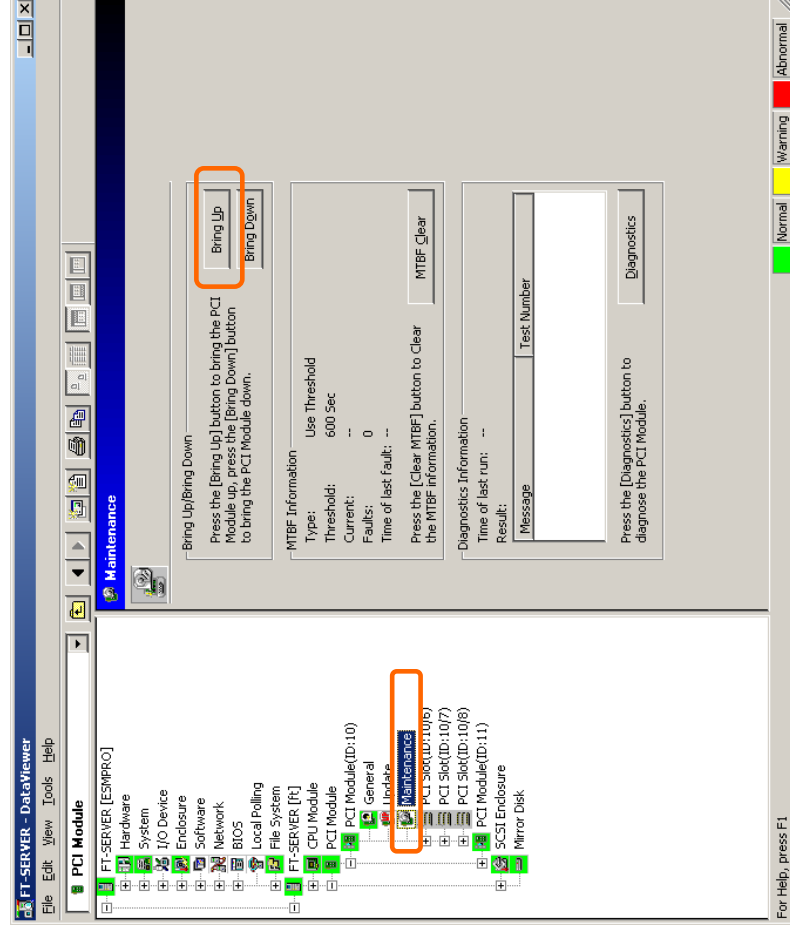 FT-SERVER - DataViewer
File Edit View Tools Help
PCI Module
FT-SERVER [ESMPRO]
Hardware
System
I/O Device
Enclosure
Software
Network
BIOS
Local Polling
File System
FT-SERVER [ft]
CPU Module
PCI Module
PCI Module(ID:10)
General
Update
Maintenance
PCI Slot(ID:10/6)
PCI Slot(ID:10/7)
PCI Slot(ID:10/8)
PCI Module(ID:11)
SCSI Enclosure
Mirror Disk
Maintenance
Bring Up/Bring Down
Press the [Bring Up] button to bring the PCI
Module up, press the [Bring Down] button
to bring the PCI Module down.
Bring Up
Bring Down
MTBF Information
Type: Use Threshold
Threshold: 600 Sec
Current: --
Faults: 0
Time of last fault: --
Press the [Clear MTBF] button to Clear
the MTBF information.
MTBF Clear
Diagnostics Information
Time of last run: --
Result:
Message Test Number
Press the [Diagnostics] button to
diagnose the PCI Module.
Diagnostics
For Help, press F1
Normal Warning Abnormal